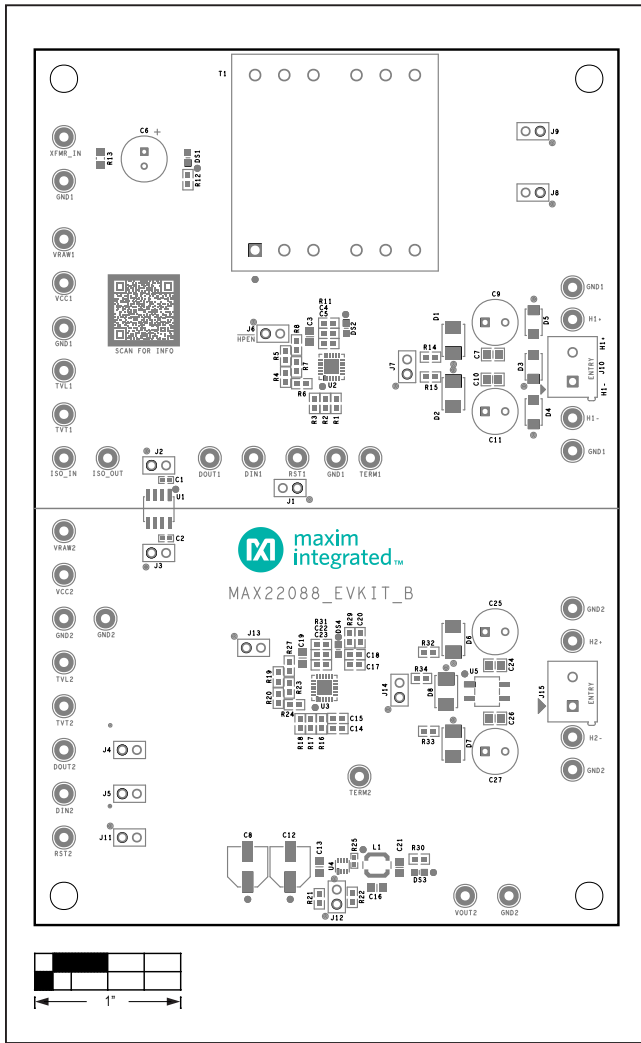 T1
C6 +
J9
XFMR_IN
R13
DS1
R12
GND1
J8
VRAW1
VCC1
GND1
C9
D1
D5
H1+
R11
C4
C5
J6
HPEN
C3
DS2
R8
R5
R7
R4
U2
R6
R3
R2
R1
GND1
SCAN FOR INFO
TVL1
J7
R14
R15
C7
C10
D3
ENTRY
J10
H1+
H1-
D2
D4
C11
H1-
TVT1
GND1
ISO_IN
ISO_OUT
J2
C1
U1
DOUT1
DIN1
RST1
GND1
TERM1
J1
C2
J3
VRAW2
VCC2
maxim
integrated™
MAX22088_EVKIT_B
GND2
GND2
C25
GND2
R31
C22
C23
DS4
R29
C20
C19
J13
R27
R19
R23
R20
R24
U3
C18
C17
R18
R17
R16
C15
C14
D6
R32
H2+
C24
U5
R34
J14
D8
J15
ENTRY
C26
R33
D7
C27
H2-
GND2
TVL2
TVT2
DOUT2
J4
DIN2
J5
RST2
J11
TERM2
C8
C12
C13
R25
U4
L1
C21
R30
DS3
C16
R21
R22
J12
VOUT2
GND2
1"